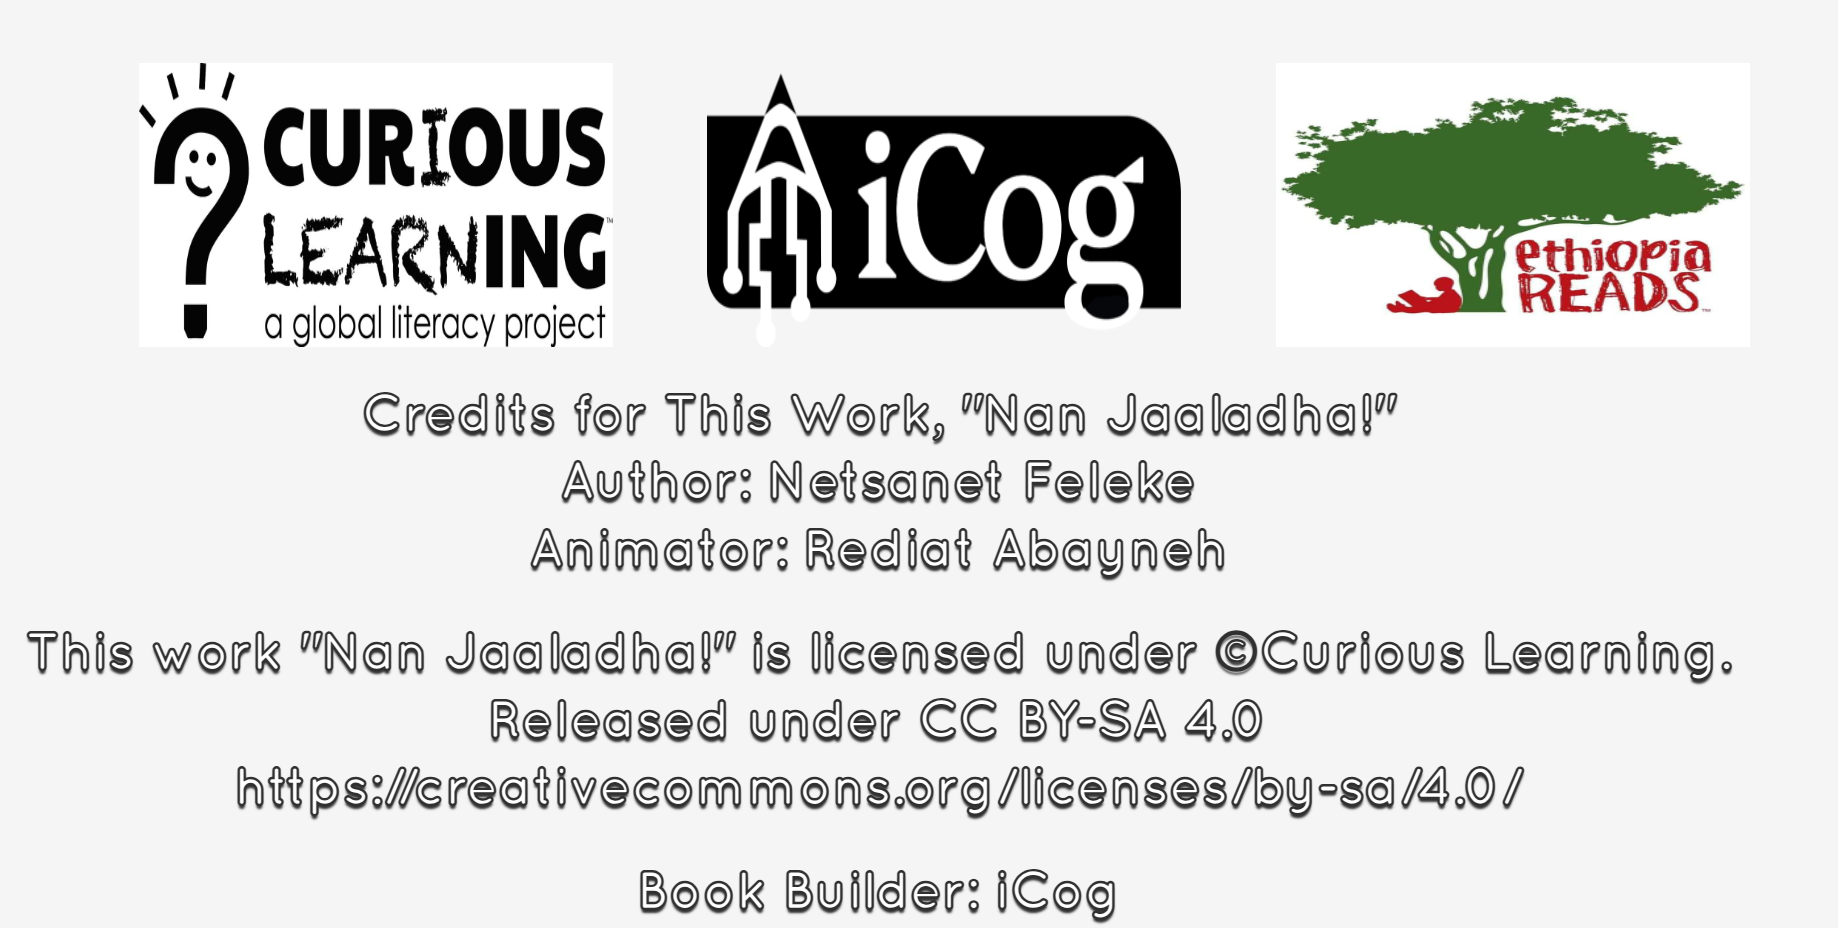 CURIOUS
LEARNING™
a global literacy project
iCog
ethiopia
READS™
Credits for This Work, "Nan Jaaladha!"
Author: Netsanet Feleke
Animator: Rediat Abayneh
This work "Nan Jaaladha!" is licensed under ©Curious Learning.
Released under CC BY-SA 4.0
https://creativecommons.org/licenses/by-sa/4.0/
Book Builder: iCog